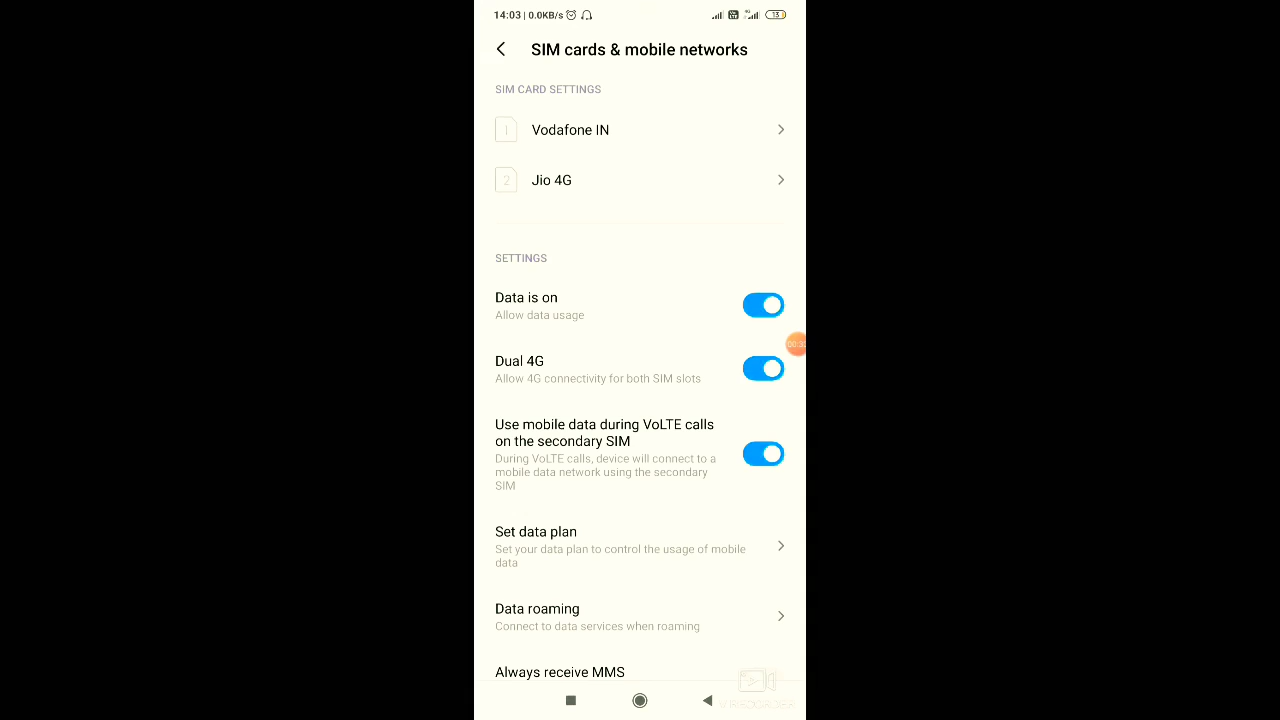 14:03 | 0.0KB/s
13
SIM cards & mobile networks
SIM CARD SETTINGS
1
Vodafone IN
2
Jio 4G
SETTINGS
Data is on
Allow data usage
Dual 4G
Allow 4G connectivity for both SIM slots
Use mobile data during VoLTE calls
on the secondary SIM
During VoLTE calls, device will connect to a
mobile data network using the secondary
SIM
Set data plan
Set your data plan to control the usage of mobile
data
Data roaming
Connect to data services when roaming
Always receive MMS